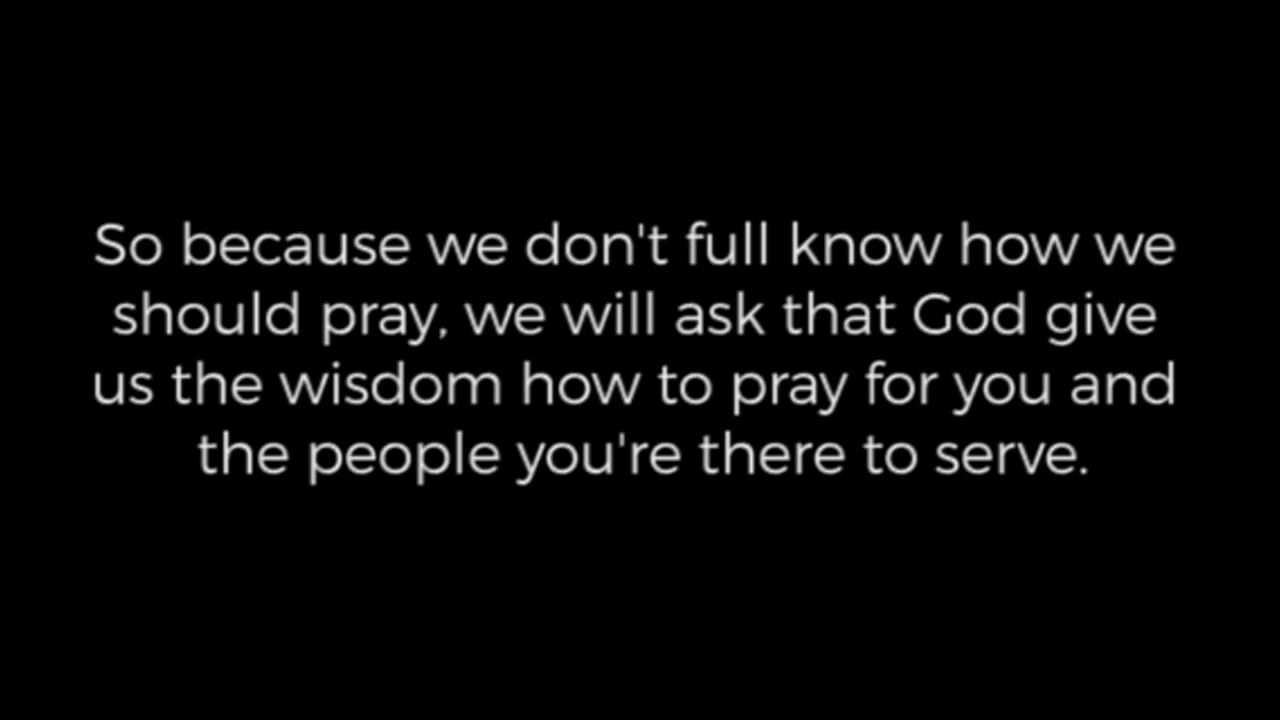 So because we don't full know how we
should pray, we will ask that God give
us the wisdom how to pray for you and
the people you're there to serve.